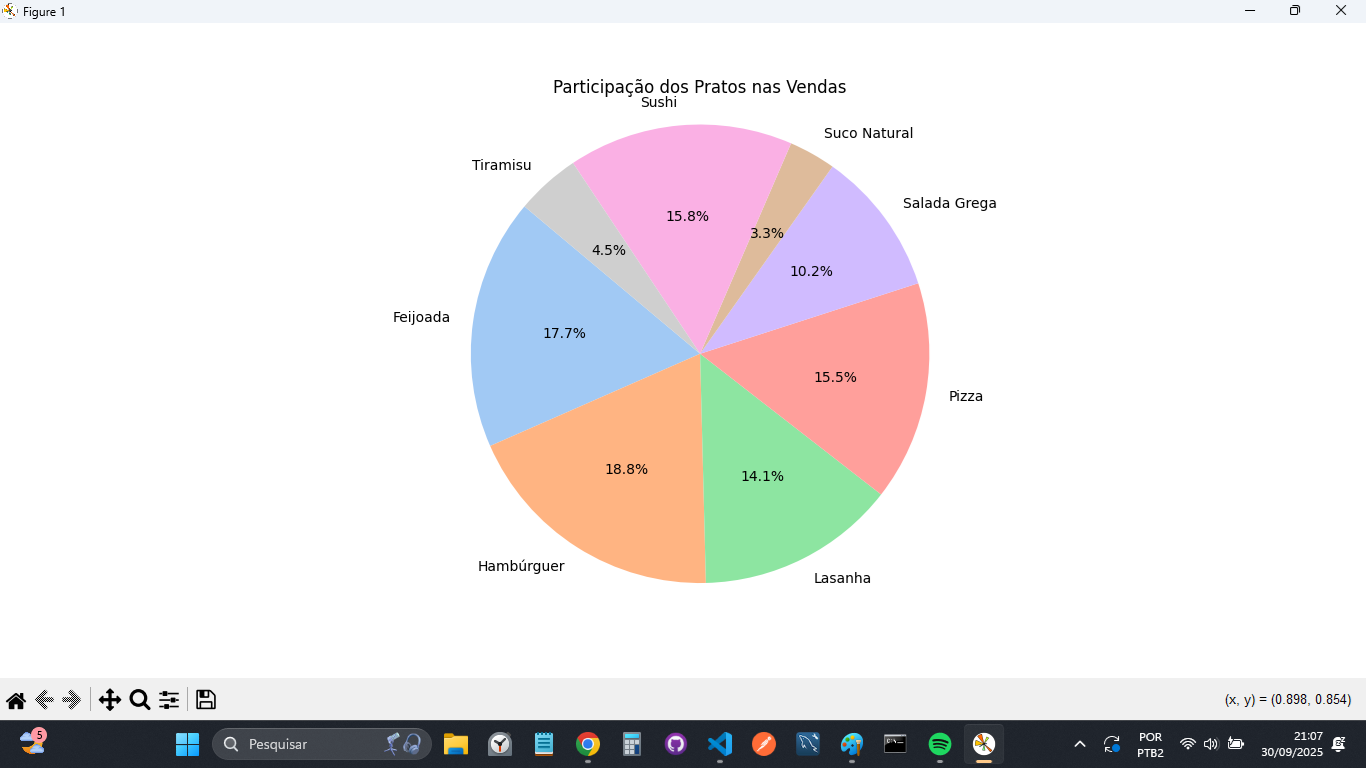 Figure 1
Participação dos Pratos nas Vendas
Sushi
Suco Natural
Tiramisu
Salada Grega
15.8%
3.3%
4.5%
10.2%
Feijoada
17.7%
15.5%
Pizza
18.8%
14.1%
Hambúrguer
Lasanha
(x, y) = (0.898, 0.854)
5
Pesquisar
POR
PTB2
21:07
30/09/2025